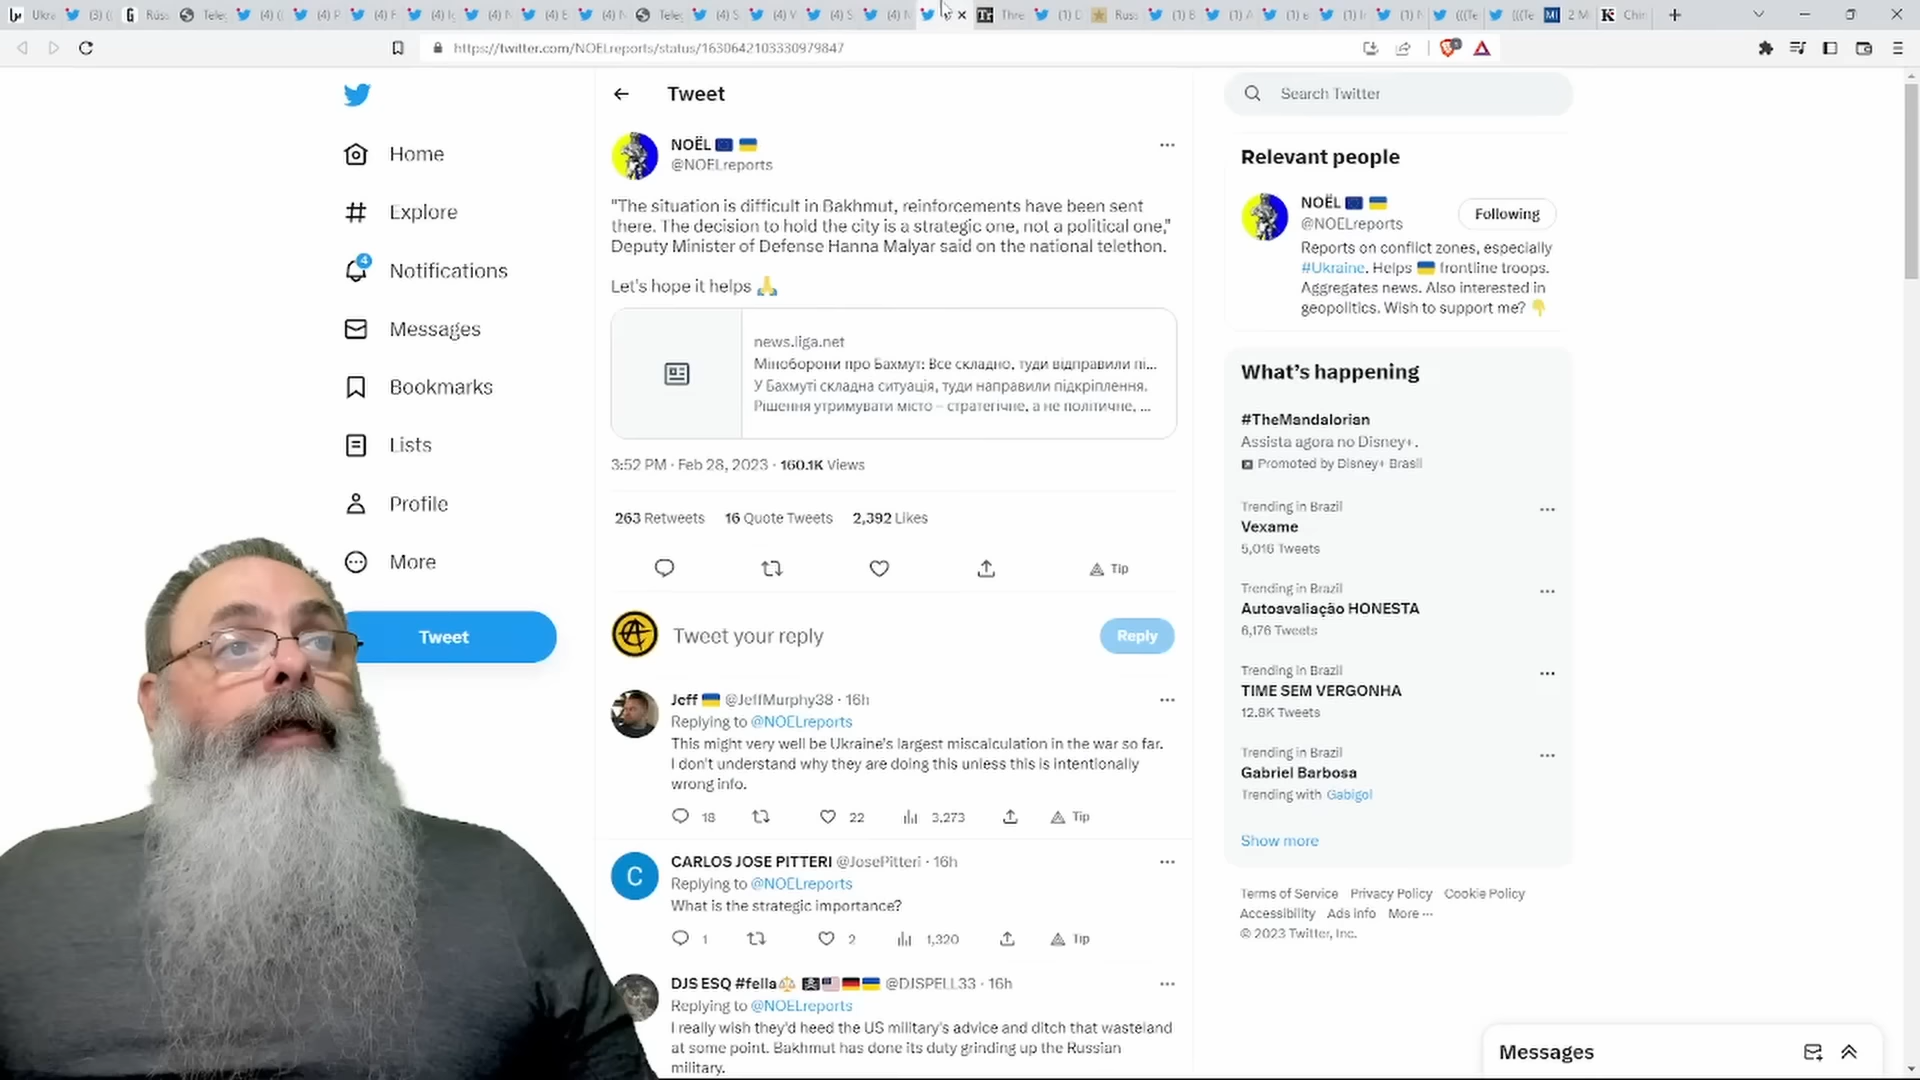 https://twitter.com/NOELreports/status/1630642103330979847
Home
Explore
4
Notifications
Messages
Bookmarks
Lists
Profile
More
Tweet
Tweet
NOËL
@NOELreports
"The situation is difficult in Bakhmut, reinforcements have been sent
there. The decision to hold the city is a strategic one, not a political one,"
Deputy Minister of Defense Hanna Malyar said on the national telethon.
Let's hope it helps
news.liga.net
Міноборони про Бахмут: Все складно, туди відправили пі...
У Бахмуті складна ситуація, туди направили підкріплення.
Рішення утримувати місто – стратегічне, а не політичне, ...
3:52 PM · Feb 28, 2023 · 160.1K Views
263 Retweets 16 Quote Tweets 2,392 Likes
Tip
Tweet your reply
Reply
Jeff @JeffMurphy38 · 16h
Replying to @NOELreports
This might very well be Ukraine's largest miscalculation in the war so far.
I don't understand why they are doing this unless this is intentionally
wrong info.
18 22 3,273 Tip
CARLOS JOSE PITTERI @JosePitteri · 16h
Replying to @NOELreports
What is the strategic importance?
1 2 1,320 Tip
DJS ESQ #fella @DJSPELL33 · 16h
Replying to @NOELreports
I really wish they'd heed the US military's advice and ditch that wasteland
at some point. Bakhmut has done its duty grinding up the Russian
military.
Search Twitter
Relevant people
NOËL
@NOELreports
Following
Reports on conflict zones, especially
#Ukraine. Helps frontline troops.
Aggregates news. Also interested in
geopolitics. Wish to support me?
What's happening
#TheMandalorian
Assista agora no Disney+.
Promoted by Disney+ Brasil
Trending in Brazil
Vexame
5,016 Tweets
Trending in Brazil
Autoavaliação HONESTA
6,176 Tweets
Trending in Brazil
TIME SEM VERGONHA
12.8K Tweets
Trending in Brazil
Gabriel Barbosa
Trending with Gabigol
Show more
Terms of Service Privacy Policy Cookie Policy
Accessibility Ads info More ···
© 2023 Twitter, Inc.
Messages